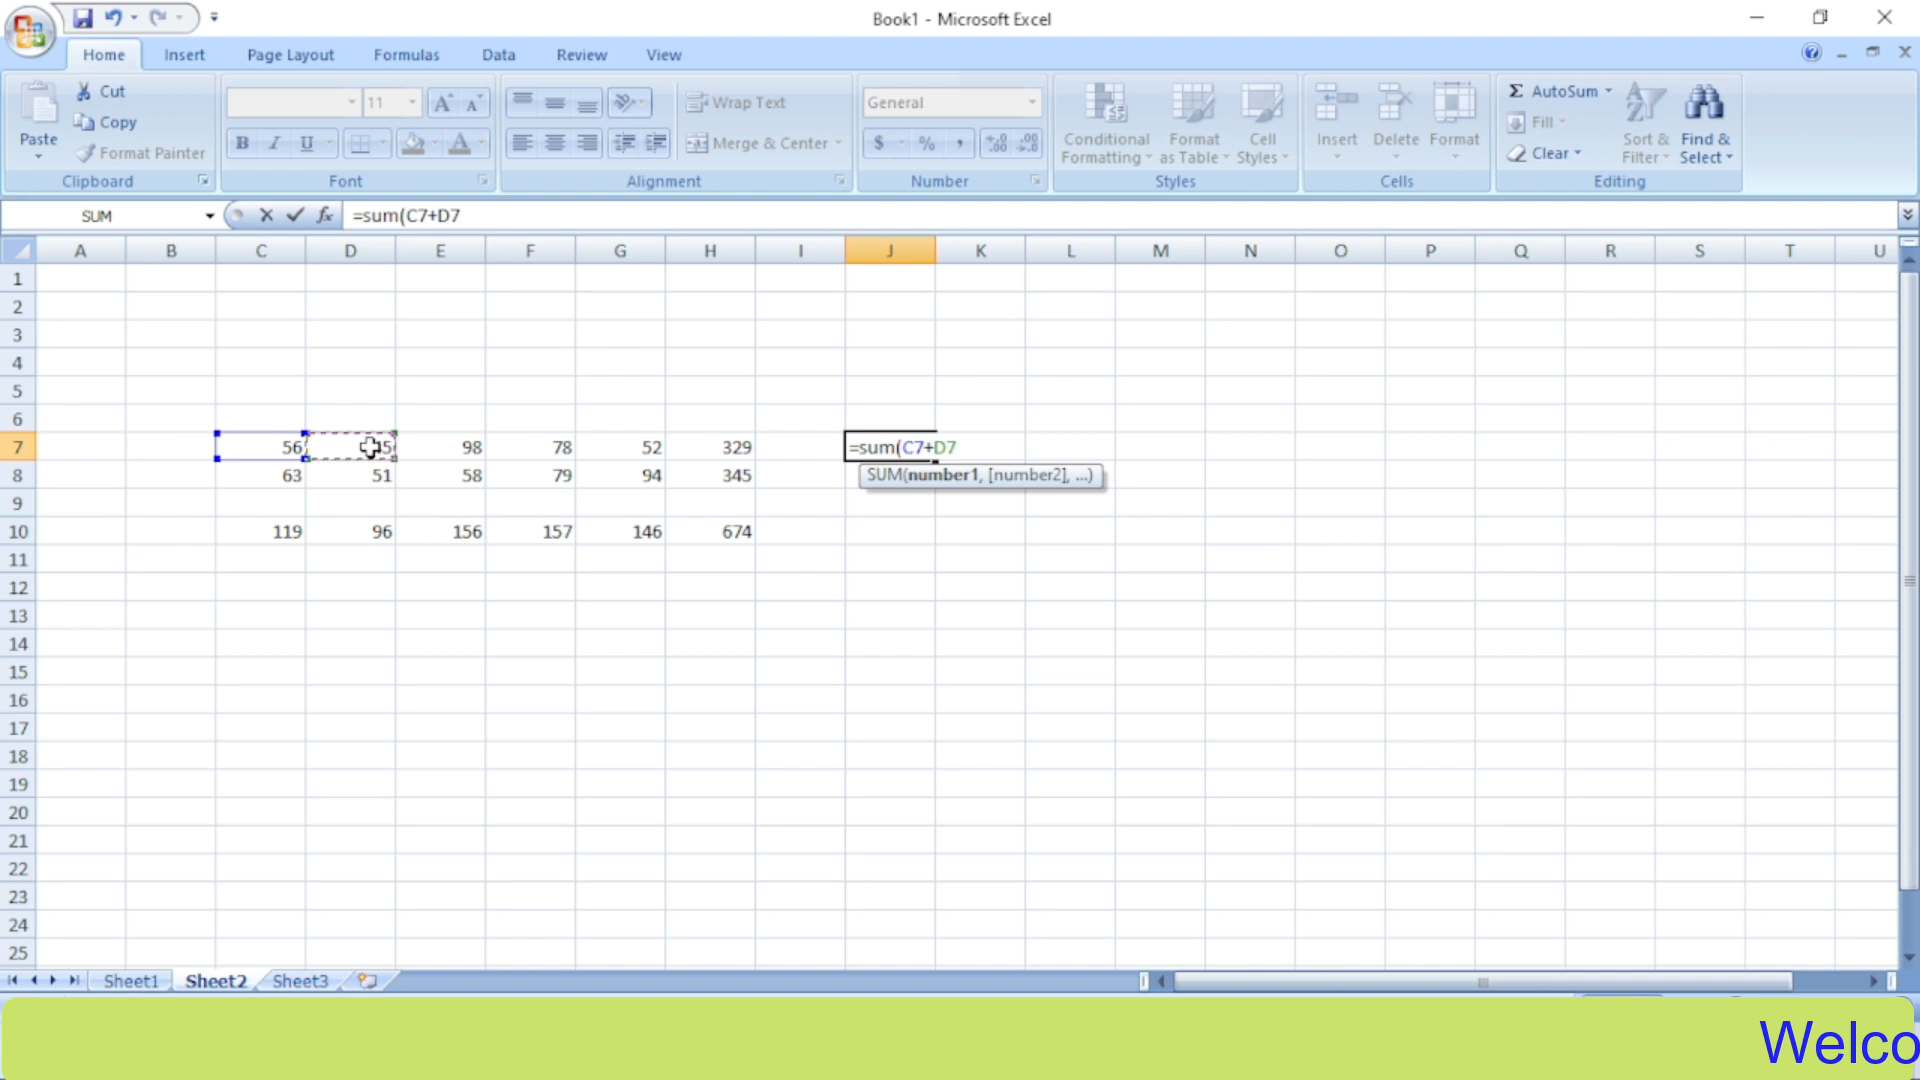 Book1 - Microsoft Excel
Home Insert Page Layout Formulas Data Review View
Paste
Cut
Copy
Format Painter
Clipboard
11
B I U
Font
Wrap Text
Merge & Center
Alignment
General
$ % ,
Number
Conditional Formatting
Format as Table
Cell Styles
Styles
Insert Delete Format
Cells
Σ AutoSum
Fill
Clear
Sort & Filter
Find & Select
Editing
SUM fx =sum(C7+D7
A B C D E F G H I J K L M N O P Q R S T U
1
2
3
4
5
6
7 56 5 98 78 52 329 =sum(C7+D7
8 63 51 58 79 94 345 SUM(number1, [number2], ...)
9
10 119 96 156 157 146 674
11
12
13
14
15
16
17
18
19
20
21
22
23
24
25
Sheet1 Sheet2 Sheet3
Welco